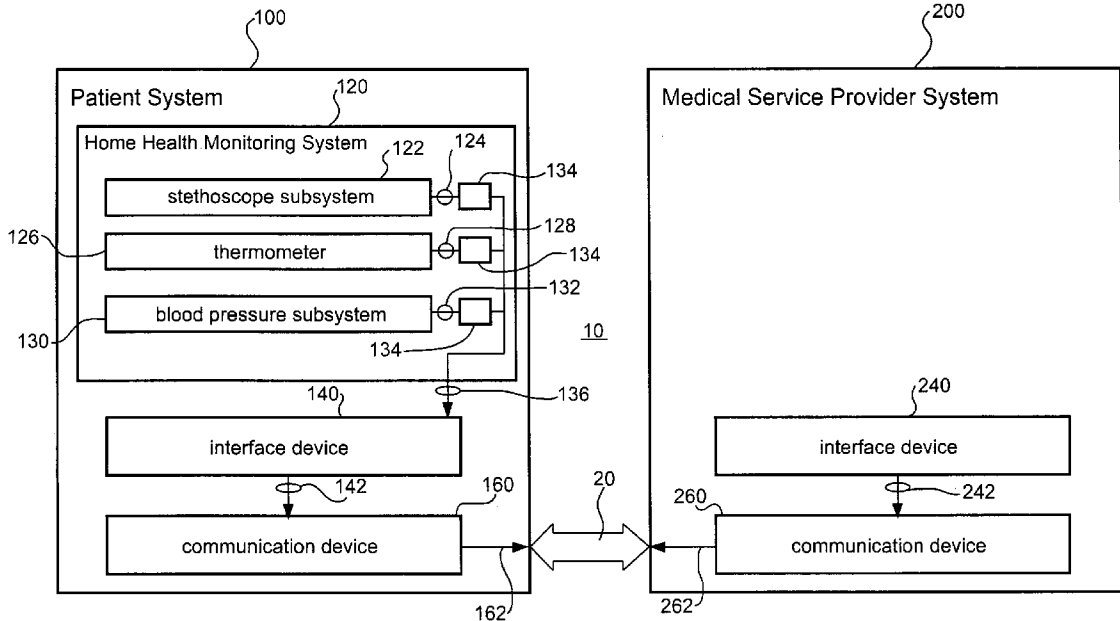 100
200
Patient System
120
Medical Service Provider System
Home Health Monitoring System
122
124
134
stethoscope subsystem
126
thermometer
128
134
132
blood pressure subsystem
130
134
10
136
140
240
interface device
interface device
142
160
20
260
242
communication device
communication device
162
262